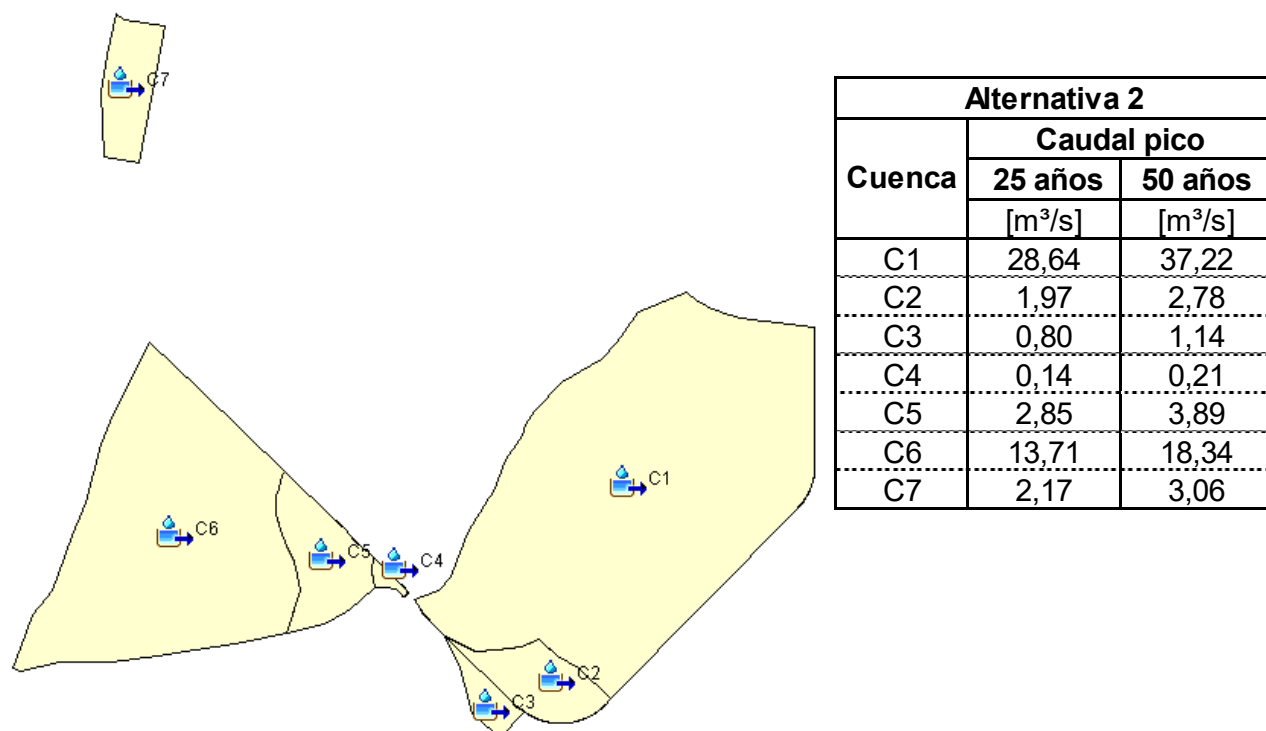 C7
C1
C6
C5
C4
C2
C3
Alternativa 2
Cuenca
Caudal pico
25 años 50 años
[m³/s] [m³/s]
C1 28,64 37,22
C2 1,97 2,78
C3 0,80 1,14
C4 0,14 0,21
C5 2,85 3,89
C6 13,71 18,34
C7 2,17 3,06